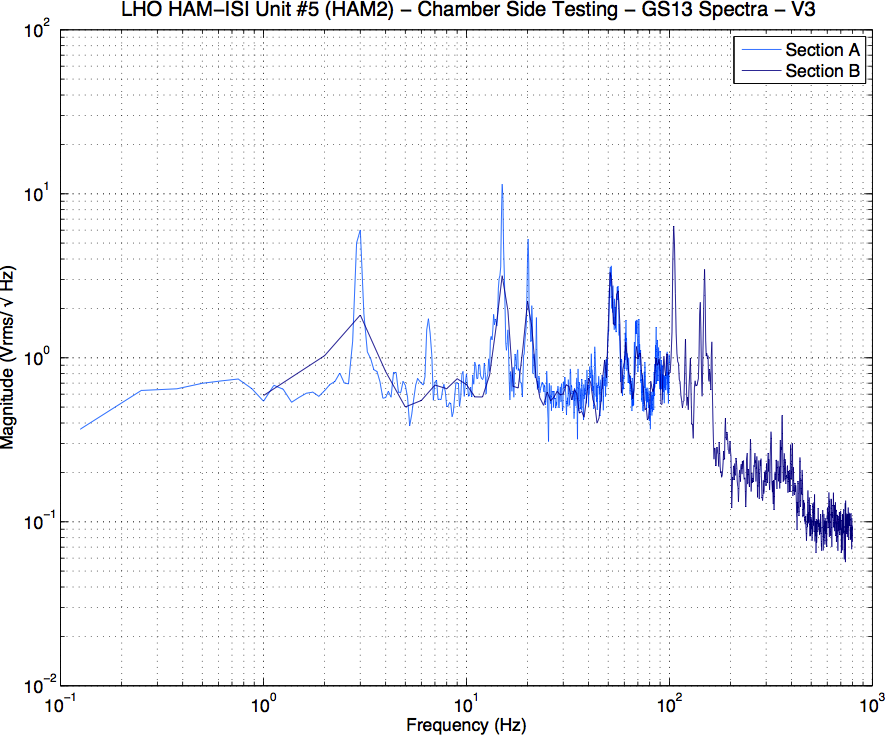 LHO HAM−ISI Unit #5 (HAM2) − Chamber Side Testing − GS13 Spectra − V3
Section A
Section B
10²
10¹
10⁰
10⁻¹
10⁻²
Magnitude (Vrms/ √ Hz)
10⁻¹ 10⁰ 10¹ 10² 10³
Frequency (Hz)